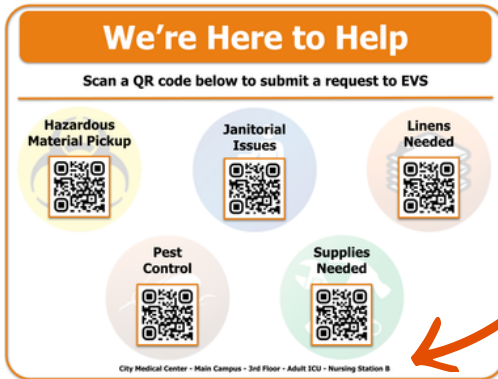 We're Here to Help
Scan a QR code below to submit a request to EVS
Hazardous
Material Pickup
Janitorial
Issues
Linens
Needed
Pest
Control
Supplies
Needed
City Medical Center - Main Campus - 3rd Floor - Adult ICU - Nursing Station B